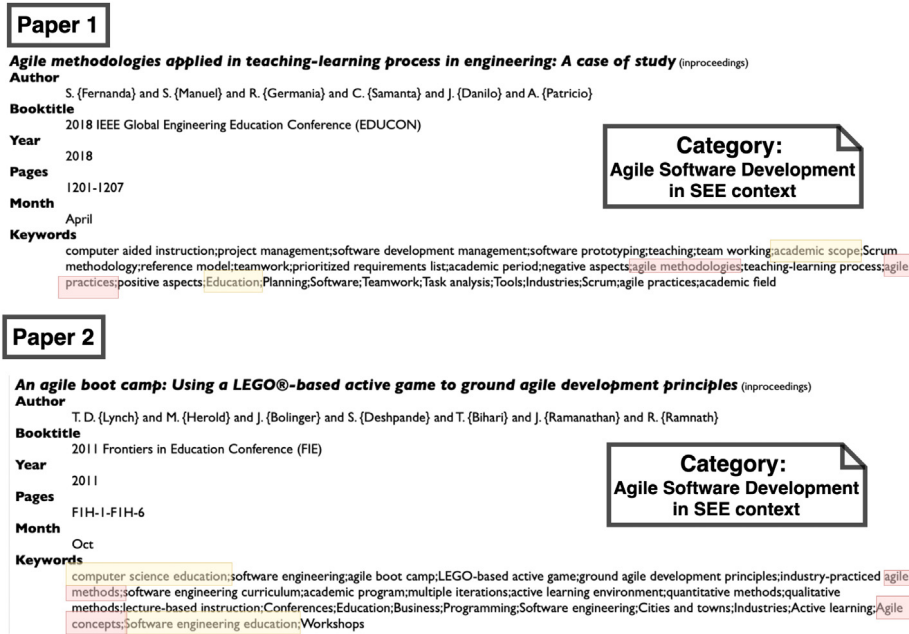 Paper 1
Agile methodologies applied in teaching-learning process in engineering: A case of study (inproceedings)
Author
S. {Fernanda} and S. {Manuel} and R. {Germania} and C. {Samanta} and J. {Danilo} and A. {Patricio}
Booktitle
2018 IEEE Global Engineering Education Conference (EDUCON)
Year
2018
Pages
1201-1207
Month
April
Category:
Agile Software Development
in SEE context
Keywords
computer aided instruction;project management;software development management;software prototyping;teaching;team working;academic scope;Scrum
methodology;reference model;teamwork;prioritized requirements list;academic period;negative aspects;agile methodologies;teaching-learning process;agile
practices;positive aspects;Education;Planning;Software;Teamwork;Task analysis;Tools;Industries;Scrum;agile practices;academic field
Paper 2
An agile boot camp: Using a LEGO®-based active game to ground agile development principles (inproceedings)
Author
T. D. {Lynch} and M. {Herold} and J. {Bolinger} and S. {Deshpande} and T. {Bihari} and J. {Ramanathan} and R. {Ramnath}
Booktitle
2011 Frontiers in Education Conference (FIE)
Year
2011
Pages
F1H-1-F1H-6
Month
Oct
Category:
Agile Software Development
in SEE context
Keywords
computer science education;software engineering;agile boot camp;LEGO-based active game;ground agile development principles;industry-practiced agile
methods;software engineering curriculum;academic program;multiple iterations;active learning environment;quantitative methods;qualitative
methods;lecture-based instruction;Conferences;Education;Business;Programming;Software engineering;Cities and towns;Industries;Active learning;Agile
concepts;Software engineering education;Workshops